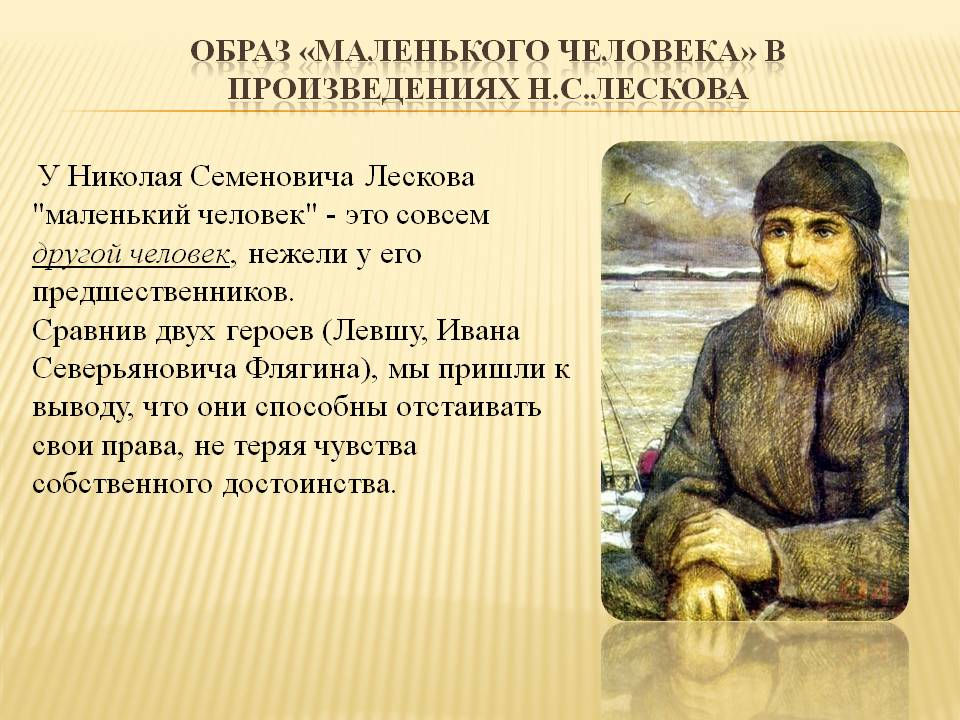 ОБРАЗ «МАЛЕНЬКОГО ЧЕЛОВЕКА» В
ПРОИЗВЕДЕНИЯХ Н.С.ЛЕСКОВА
У Николая Семеновича Лескова
"маленький человек" - это совсем
другой человек, нежели у его
предшественников.
Сравнив двух героев (Левшу, Ивана
Северьяновича Флягина), мы пришли к
выводу, что они способны отстаивать
свои права, не теряя чувства
собственного достоинства.